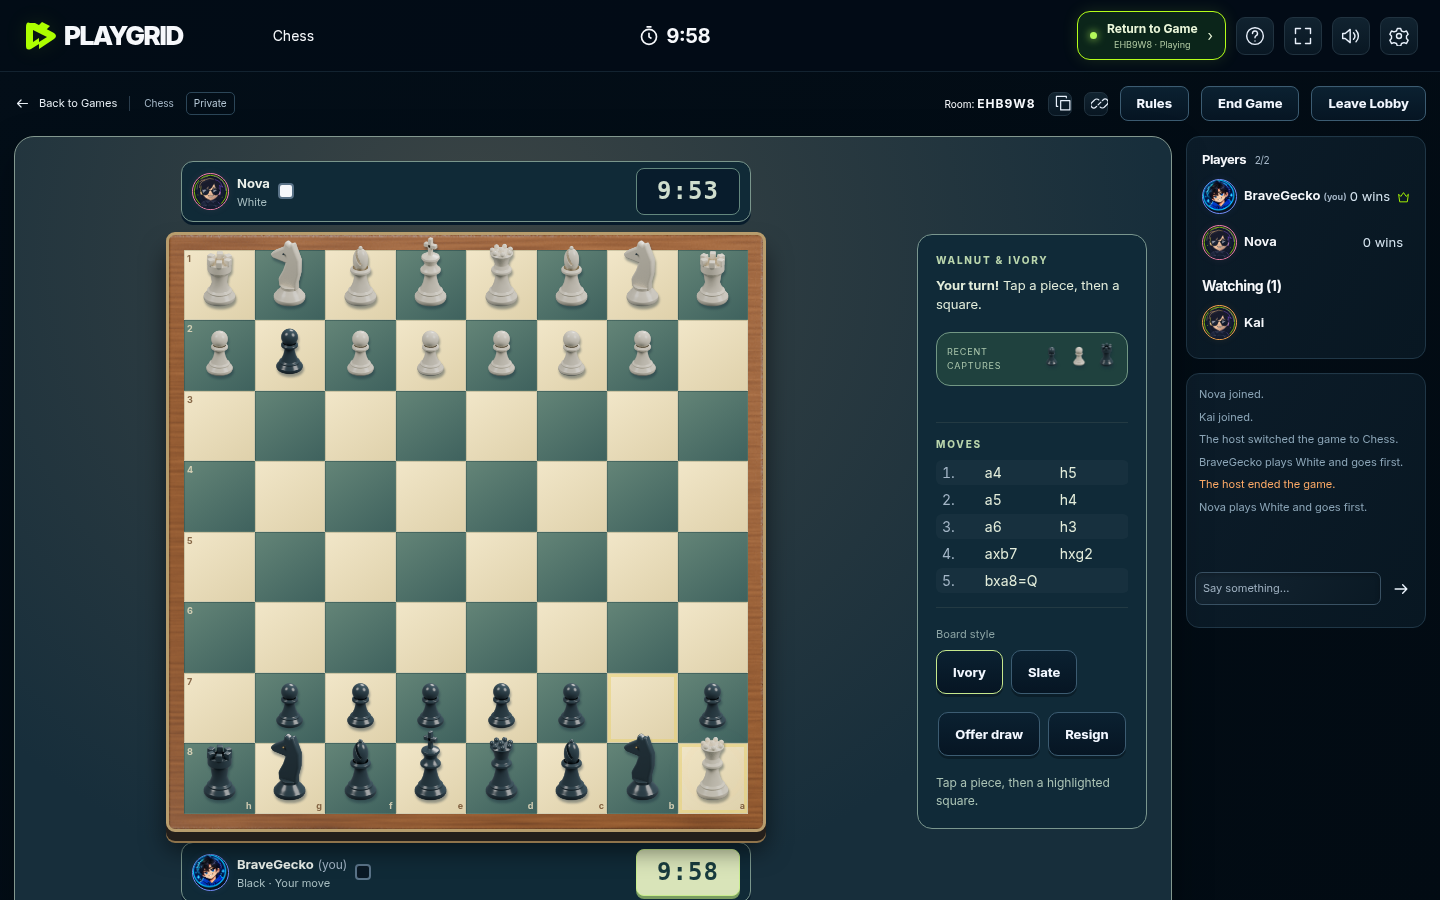 PLAYGRID
Chess
9:58
Return to Game
EHB9W8 · Playing
Back to Games
Chess
Private
Room: EHB9W8
Rules
End Game
Leave Lobby
Nova
White
9:53
1
2
3
4
5
6
7
8
h
g
f
e
d
c
b
a
BraveGecko (you)
Black · Your move
9:58
WALNUT & IVORY
Your turn! Tap a piece, then a
square.
RECENT
CAPTURES
MOVES
1. a4 h5
2. a5 h4
3. a6 h3
4. axb7 hxg2
5. bxa8=Q
Board style
Ivory
Slate
Offer draw
Resign
Tap a piece, then a highlighted
square.
Players 2/2
BraveGecko (you) 0 wins
Nova 0 wins
Watching (1)
Kai
Nova joined.
Kai joined.
The host switched the game to Chess.
BraveGecko plays White and goes first.
The host ended the game.
Nova plays White and goes first.
Say something...